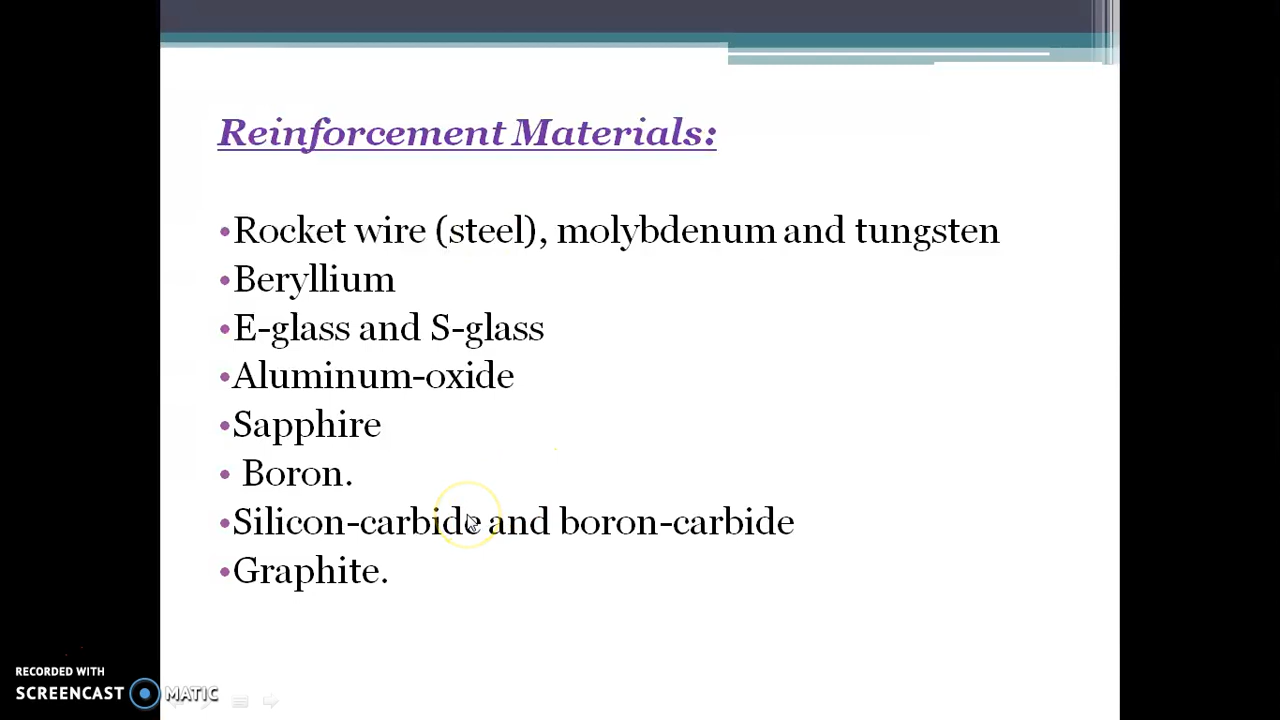 Reinforcement Materials:
•Rocket wire (steel), molybdenum and tungsten
•Beryllium
•E-glass and S-glass
•Aluminum-oxide
•Sapphire
• Boron.
•Silicon-carbide and boron-carbide
•Graphite.
RECORDED WITH
SCREENCAST MATIC